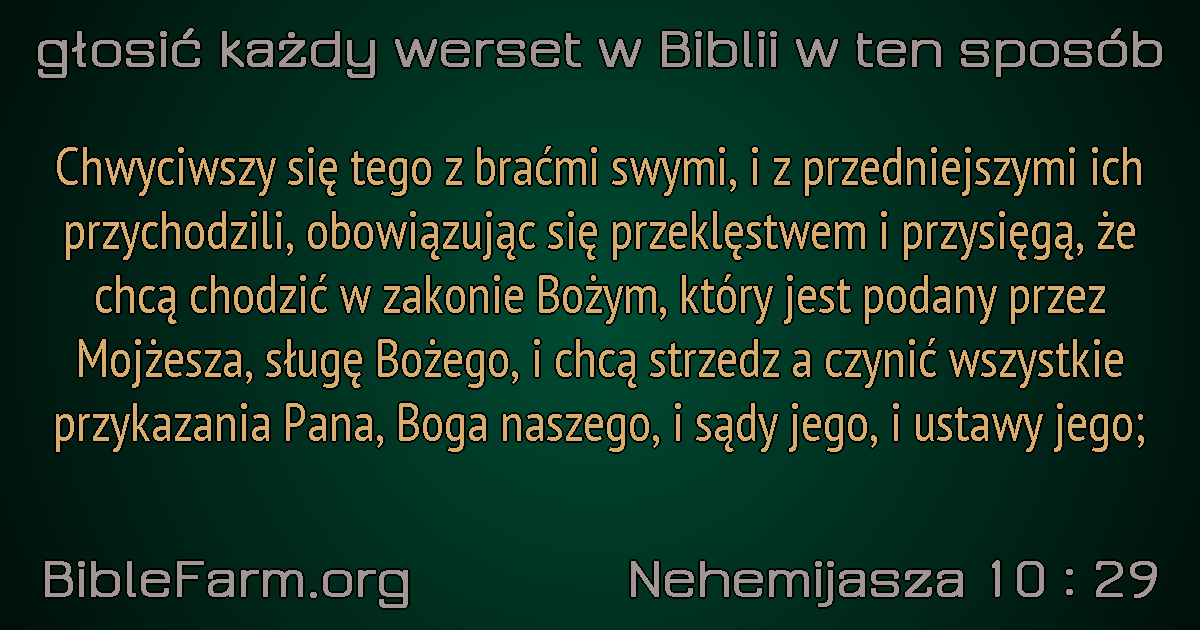 głosić każdy werset w Biblii w ten sposób
Chwyciwszy się tego z braćmi swymi, i z przedniejszymi ich
przychodzili, obowiązując się przeklęstwem i przysięgą, że
chcą chodzić w zakonie Bożym, który jest podany przez
Mojżesza, sługę Bożego, i chcą strzedz a czynić wszystkie
przykazania Pana, Boga naszego, i sądy jego, i ustawy jego;
BibleFarm.org
Nehemijasza 10 : 29